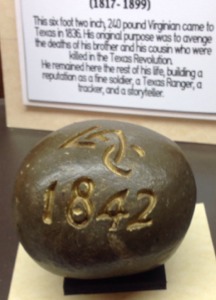 (1817 - 1899)
This six foot two inch, 240 pound Virginian came to
Texas in 1836. His original purpose was to avenge
the deaths of his brother and his cousin who were
killed in the Texas Revolution.
He remained here the rest of his life, building a
reputation as a fine soldier, a Texas Ranger, a
tracker, and a storyteller.
1842